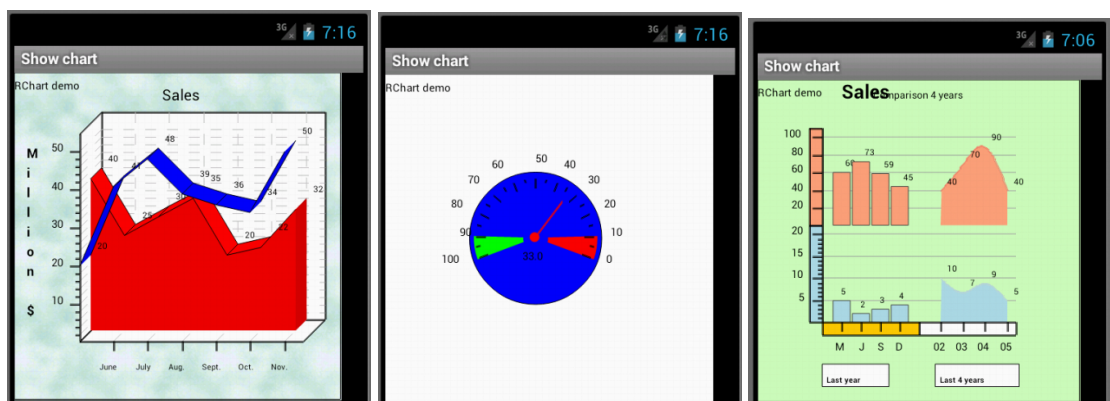 3G 7:16
Show chart
RChart demo
Sales
Million $
50
40
30
20
10
40
44
48
39
35
36
34
50
32
20
25
20
22
June July Aug. Sept. Oct. Nov.
3G 7:16
Show chart
RChart demo
50
60 40
70 30
80 20
90 10
100 0
33.0
3G 7:06
Show chart
RChart demo
Sales
Comparison 4 years
100
80
60
40
20
73
59
45
40
70
90
40
20
15
10
5
5
2
3
4
10
7
9
5
M J S D 02 03 04 05
Last year
Last 4 years